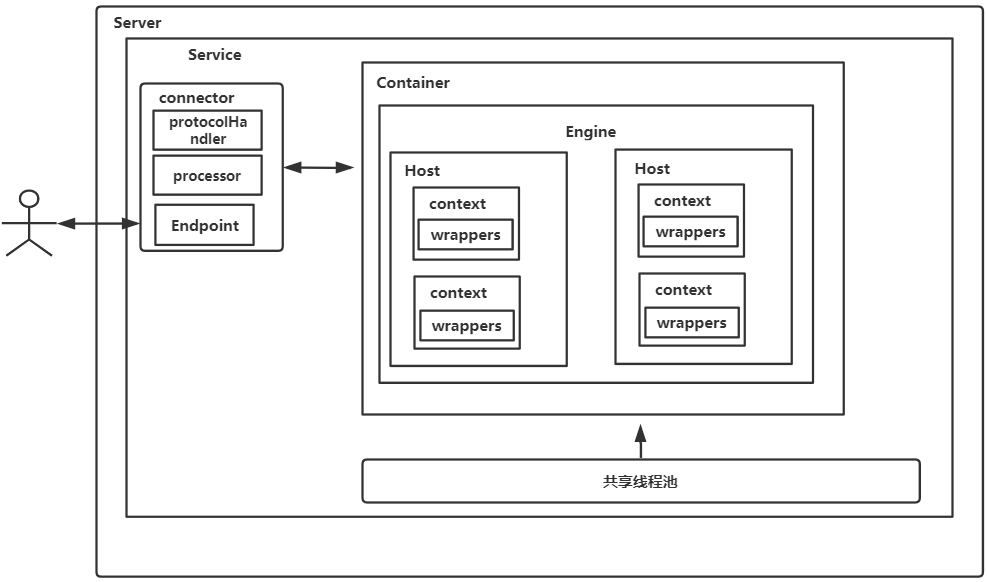 Server
Service
connector
protocolHa
ndler
processor
Endpoint
Container
Engine
Host
context
wrappers
context
wrappers
Host
context
wrappers
context
wrappers
共享线程池